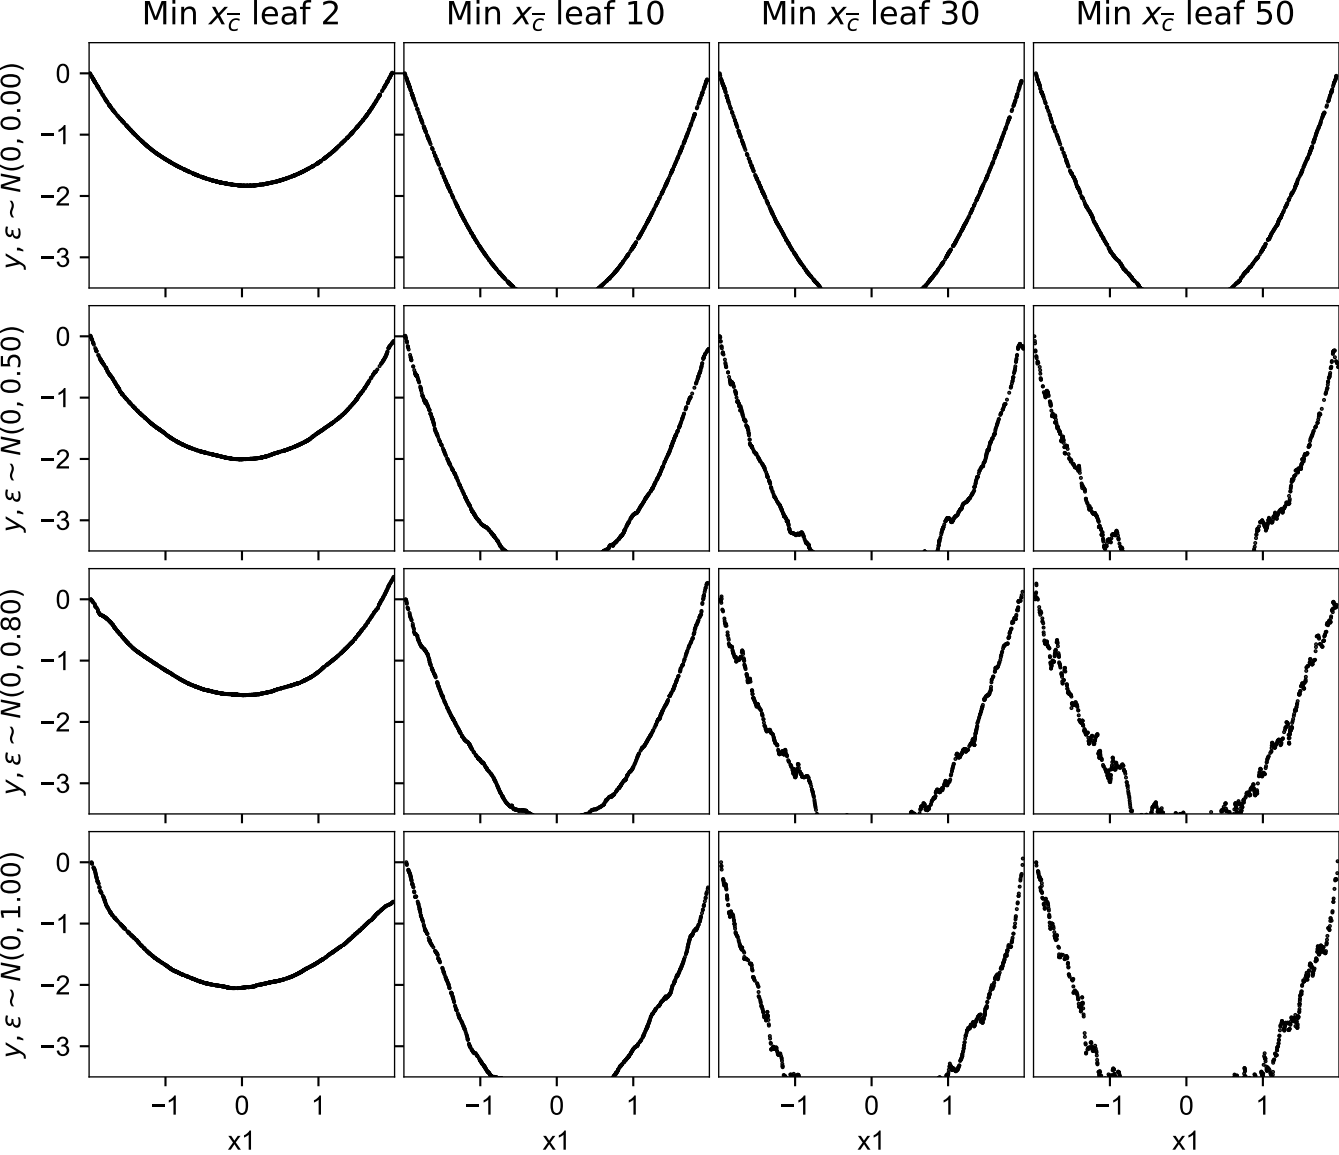 Min x_c̅ leaf 2 Min x_c̅ leaf 10 Min x_c̅ leaf 30 Min x_c̅ leaf 50
y, ε ~ N(0, 0.00)
0
−1
−2
−3
y, ε ~ N(0, 0.50)
0
−1
−2
−3
y, ε ~ N(0, 0.80)
0
−1
−2
−3
y, ε ~ N(0, 1.00)
0
−1
−2
−3
−1 0 1 −1 0 1 −1 0 1 −1 0 1
x1 x1 x1 x1